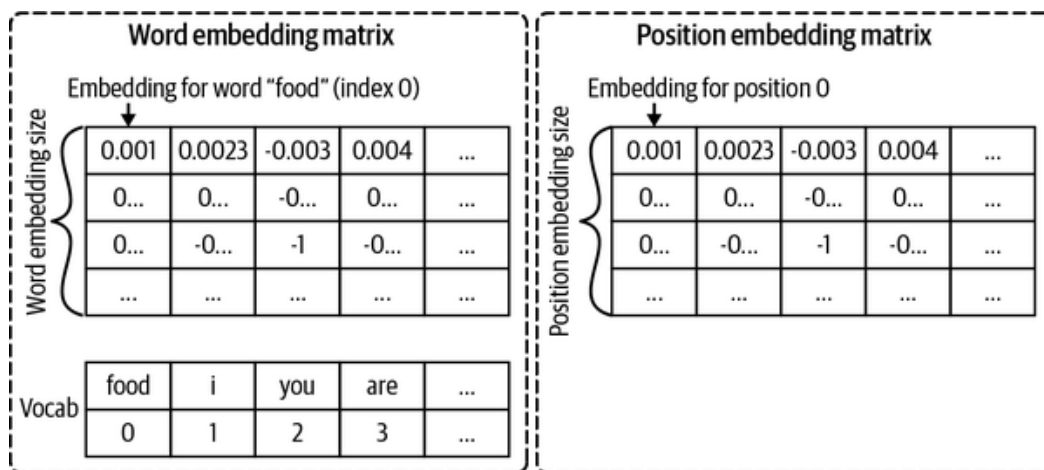 Word embedding matrix
Embedding for word “food” (index 0)
Word embedding size
0.001 0.0023 -0.003 0.004 ...
0... 0... -0... 0... ...
0... -0... -1 -0... ...
... ... ... ... ...
Vocab
food i you are ...
0 1 2 3 ...
Position embedding matrix
Embedding for position 0
Position embedding size
0.001 0.0023 -0.003 0.004 ...
0... 0... -0... 0... ...
0... -0... -1 -0... ...
... ... ... ... ...